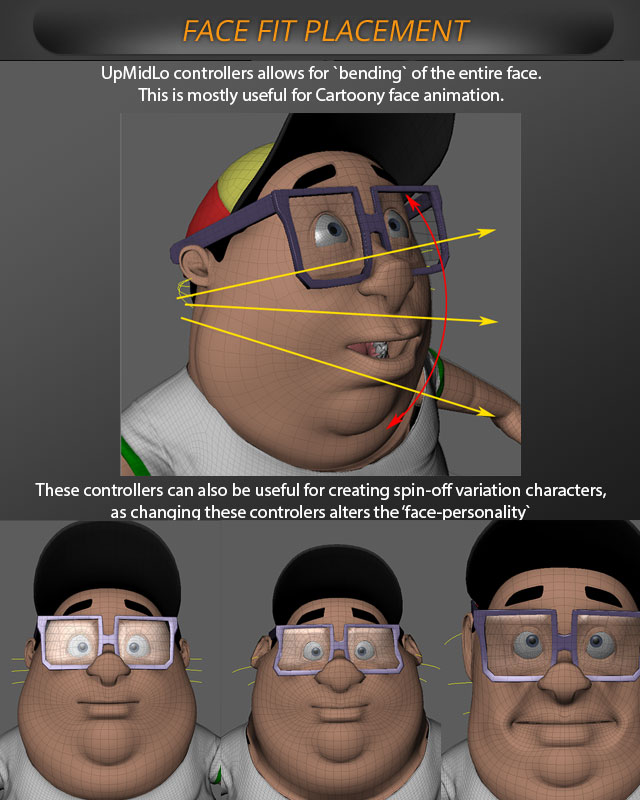 FACE FIT PLACEMENT
UpMidLo controllers allows for `bending` of the entire face.
This is mostly useful for Cartoony face animation.
These controllers can also be useful for creating spin-off variation characters,
as changing these controlers alters the ‘face-personality`